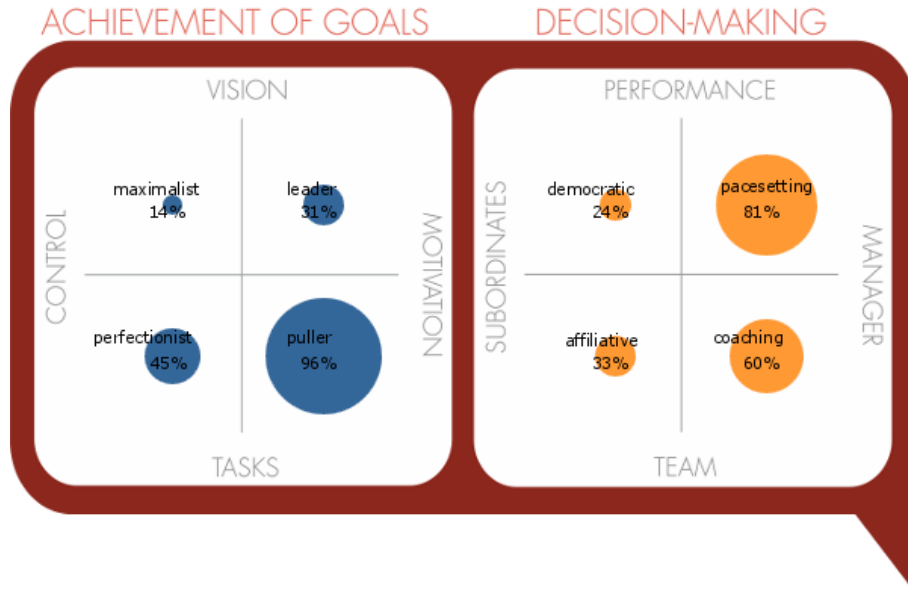 ACHIEVEMENT OF GOALS
VISION
maximalist
14%
leader
31%
CONTROL
MOTIVATION
perfectionist
45%
puller
96%
TASKS
DECISION-MAKING
PERFORMANCE
democratic
24%
pacesetting
81%
SUBORDINATES
MANAGER
affiliative
33%
coaching
60%
TEAM